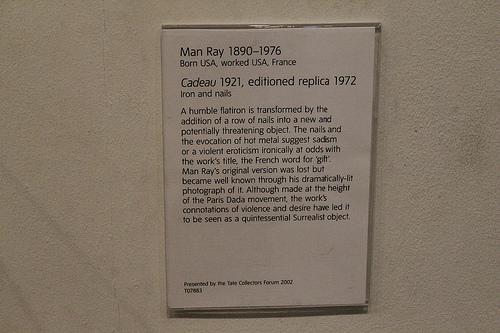 Man Ray 1890–1976
Born USA, worked USA, France
Cadeau 1921, editioned replica 1972
Iron and nails
A humble flatiron is transformed by the
addition of a row of nails into a new and
potentially threatening object. The nails and
the evocation of hot metal suggest sadism
or a violent eroticism ironically at odds with
the work's title, the French word for 'gift'.
Man Ray's original version was lost but
became well known through his dramatically-lit
photograph of it. Although made at the height
of the Paris Dada movement, the work's
connotations of violence and desire have led it
to be seen as a quintessential Surrealist object.
Presented by the Tate Collectors Forum 2002
T07883